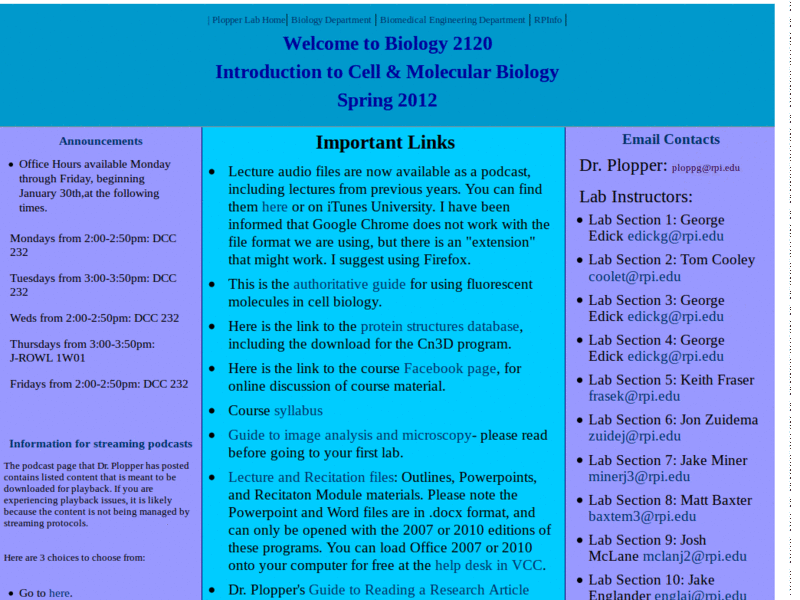 | Plopper Lab Home| Biology Department | Biomedical Engineering Department | RPInfo |
Welcome to Biology 2120
Introduction to Cell & Molecular Biology
Spring 2012
Announcements
Office Hours available Monday
through Friday, beginning
January 30th,at the following
times.
Mondays from 2:00-2:50pm: DCC
232
Tuesdays from 3:00-3:50pm: DCC
232
Weds from 2:00-2:50pm: DCC 232
Thursdays from 3:00-3:50pm:
J-ROWL 1W01
Fridays from 2:00-2:50pm: DCC 232
Information for streaming podcasts
The podcast page that Dr. Plopper has posted
contains listed content that is meant to be
downloaded for playback. If you are
experiencing playback issues, it is likely
because the content is not being managed by
streaming protocols.
Here are 3 choices to choose from:
Go to here.
Important Links
Lecture audio files are now available as a podcast,
including lectures from previous years. You can find
them here or on iTunes University. I have been
informed that Google Chrome does not work with the
file format we are using, but there is an "extension"
that might work. I suggest using Firefox.
This is the authoritative guide for using fluorescent
molecules in cell biology.
Here is the link to the protein structures database,
including the download for the Cn3D program.
Here is the link to the course Facebook page, for
online discussion of course material.
Course syllabus
Guide to image analysis and microscopy- please read
before going to your first lab.
Lecture and Recitation files: Outlines, Powerpoints,
and Recitaton Module materials. Please note the
Powerpoint and Word files are in .docx format, and
can only be opened with the 2007 or 2010 editions of
these programs. You can load Office 2007 or 2010
onto your computer for free at the help desk in VCC.
Dr. Plopper's Guide to Reading a Research Article
Email Contacts
Dr. Plopper: ploppg@rpi.edu
Lab Instructors:
Lab Section 1: George
Edick edickg@rpi.edu
Lab Section 2: Tom Cooley
coolet@rpi.edu
Lab Section 3: George
Edick edickg@rpi.edu
Lab Section 4: George
Edick edickg@rpi.edu
Lab Section 5: Keith Fraser
frasek@rpi.edu
Lab Section 6: Jon Zuidema
zuidej@rpi.edu
Lab Section 7: Jake Miner
minerj3@rpi.edu
Lab Section 8: Matt Baxter
baxtem3@rpi.edu
Lab Section 9: Josh
McLane mclanj2@rpi.edu
Lab Section 10: Jake
Englander englaj@rpi.edu